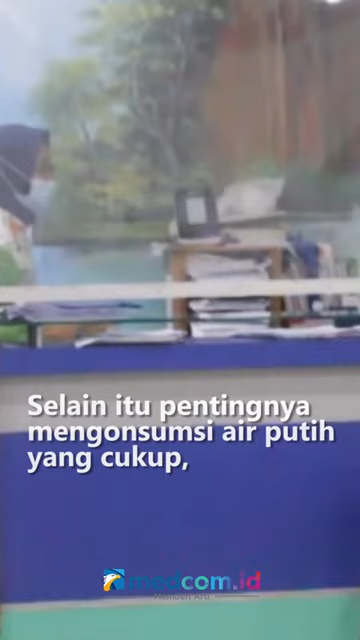 Selain itu pentingnya
mengonsumsi air putih
yang cukup,
medcom.id